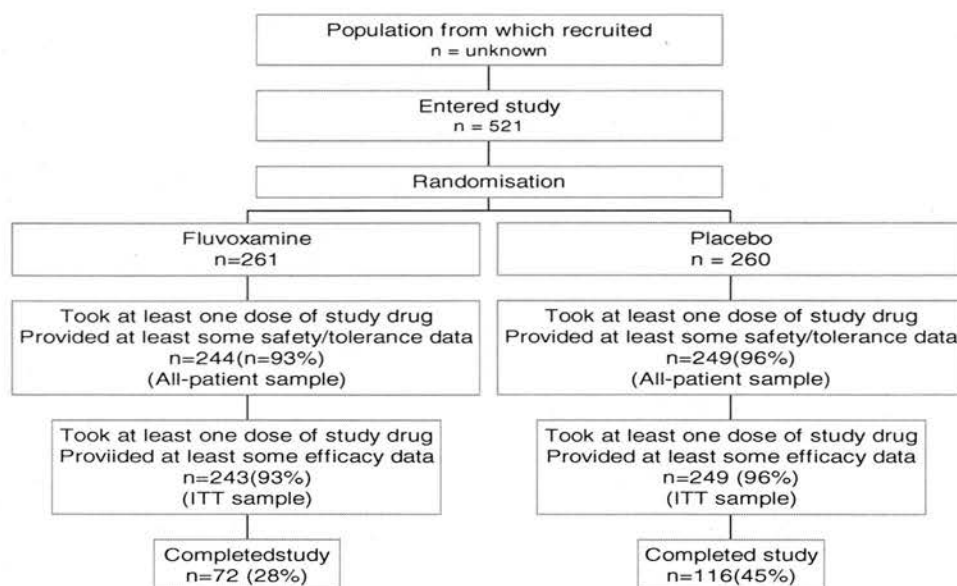 Population from which recruited
n = unknown
Entered study
n = 521
Randomisation
Fluvoxamine
n=261
Placebo
n = 260
Took at least one dose of study drug
Provided at least some safety/tolerance data
n=244(n=93%)
(All-patient sample)
Took at least one dose of study drug
Provided at least some safety/tolerance data
n=249(96%)
(All-patient sample)
Took at least one dose of study drug
Proviided at least some efficacy data
n=243(93%)
(ITT sample)
Took at least one dose of study drug
Provided at least some efficacy data
n=249 (96%)
(ITT sample)
Completedstudy
n=72 (28%)
Completed study
n=116(45%)